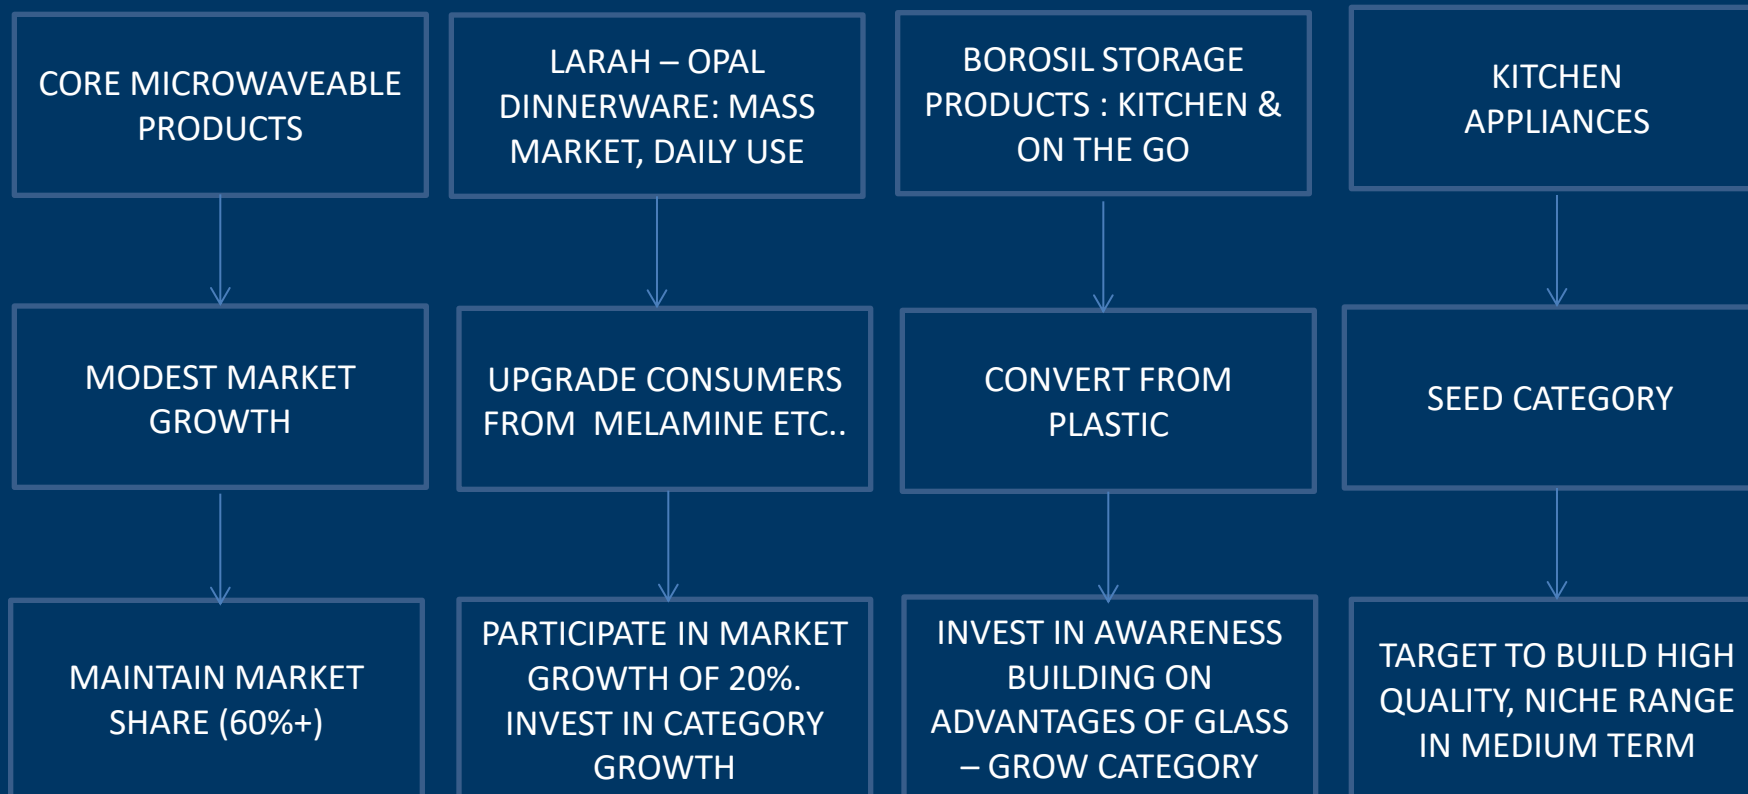 CORE MICROWAVEABLE
PRODUCTS
LARAH – OPAL
DINNERWARE: MASS
MARKET, DAILY USE
BOROSIL STORAGE
PRODUCTS : KITCHEN &
ON THE GO
KITCHEN
APPLIANCES
MODEST MARKET
GROWTH
UPGRADE CONSUMERS
FROM  MELAMINE ETC..
CONVERT FROM
PLASTIC
SEED CATEGORY
MAINTAIN MARKET
SHARE (60%+)
PARTICIPATE IN MARKET
GROWTH OF 20%.
INVEST IN CATEGORY
GROWTH
INVEST IN AWARENESS
BUILDING ON
ADVANTAGES OF GLASS
– GROW CATEGORY
TARGET TO BUILD HIGH
QUALITY, NICHE RANGE
IN MEDIUM TERM